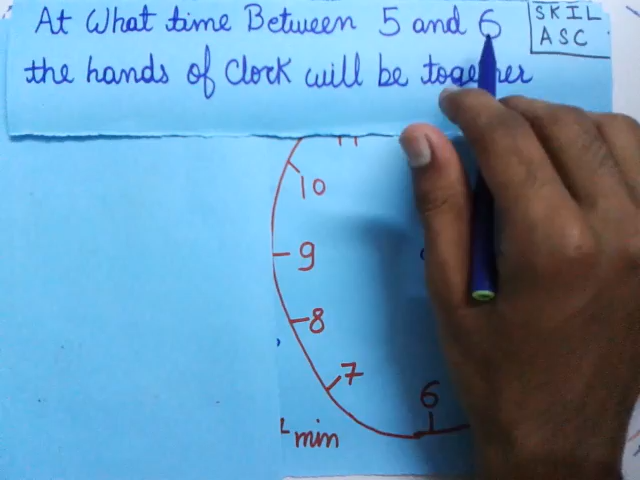 At What time Between 5 and 6
the hands of Clock will be together
SKIL
ASC
10
9
8
7
6
min